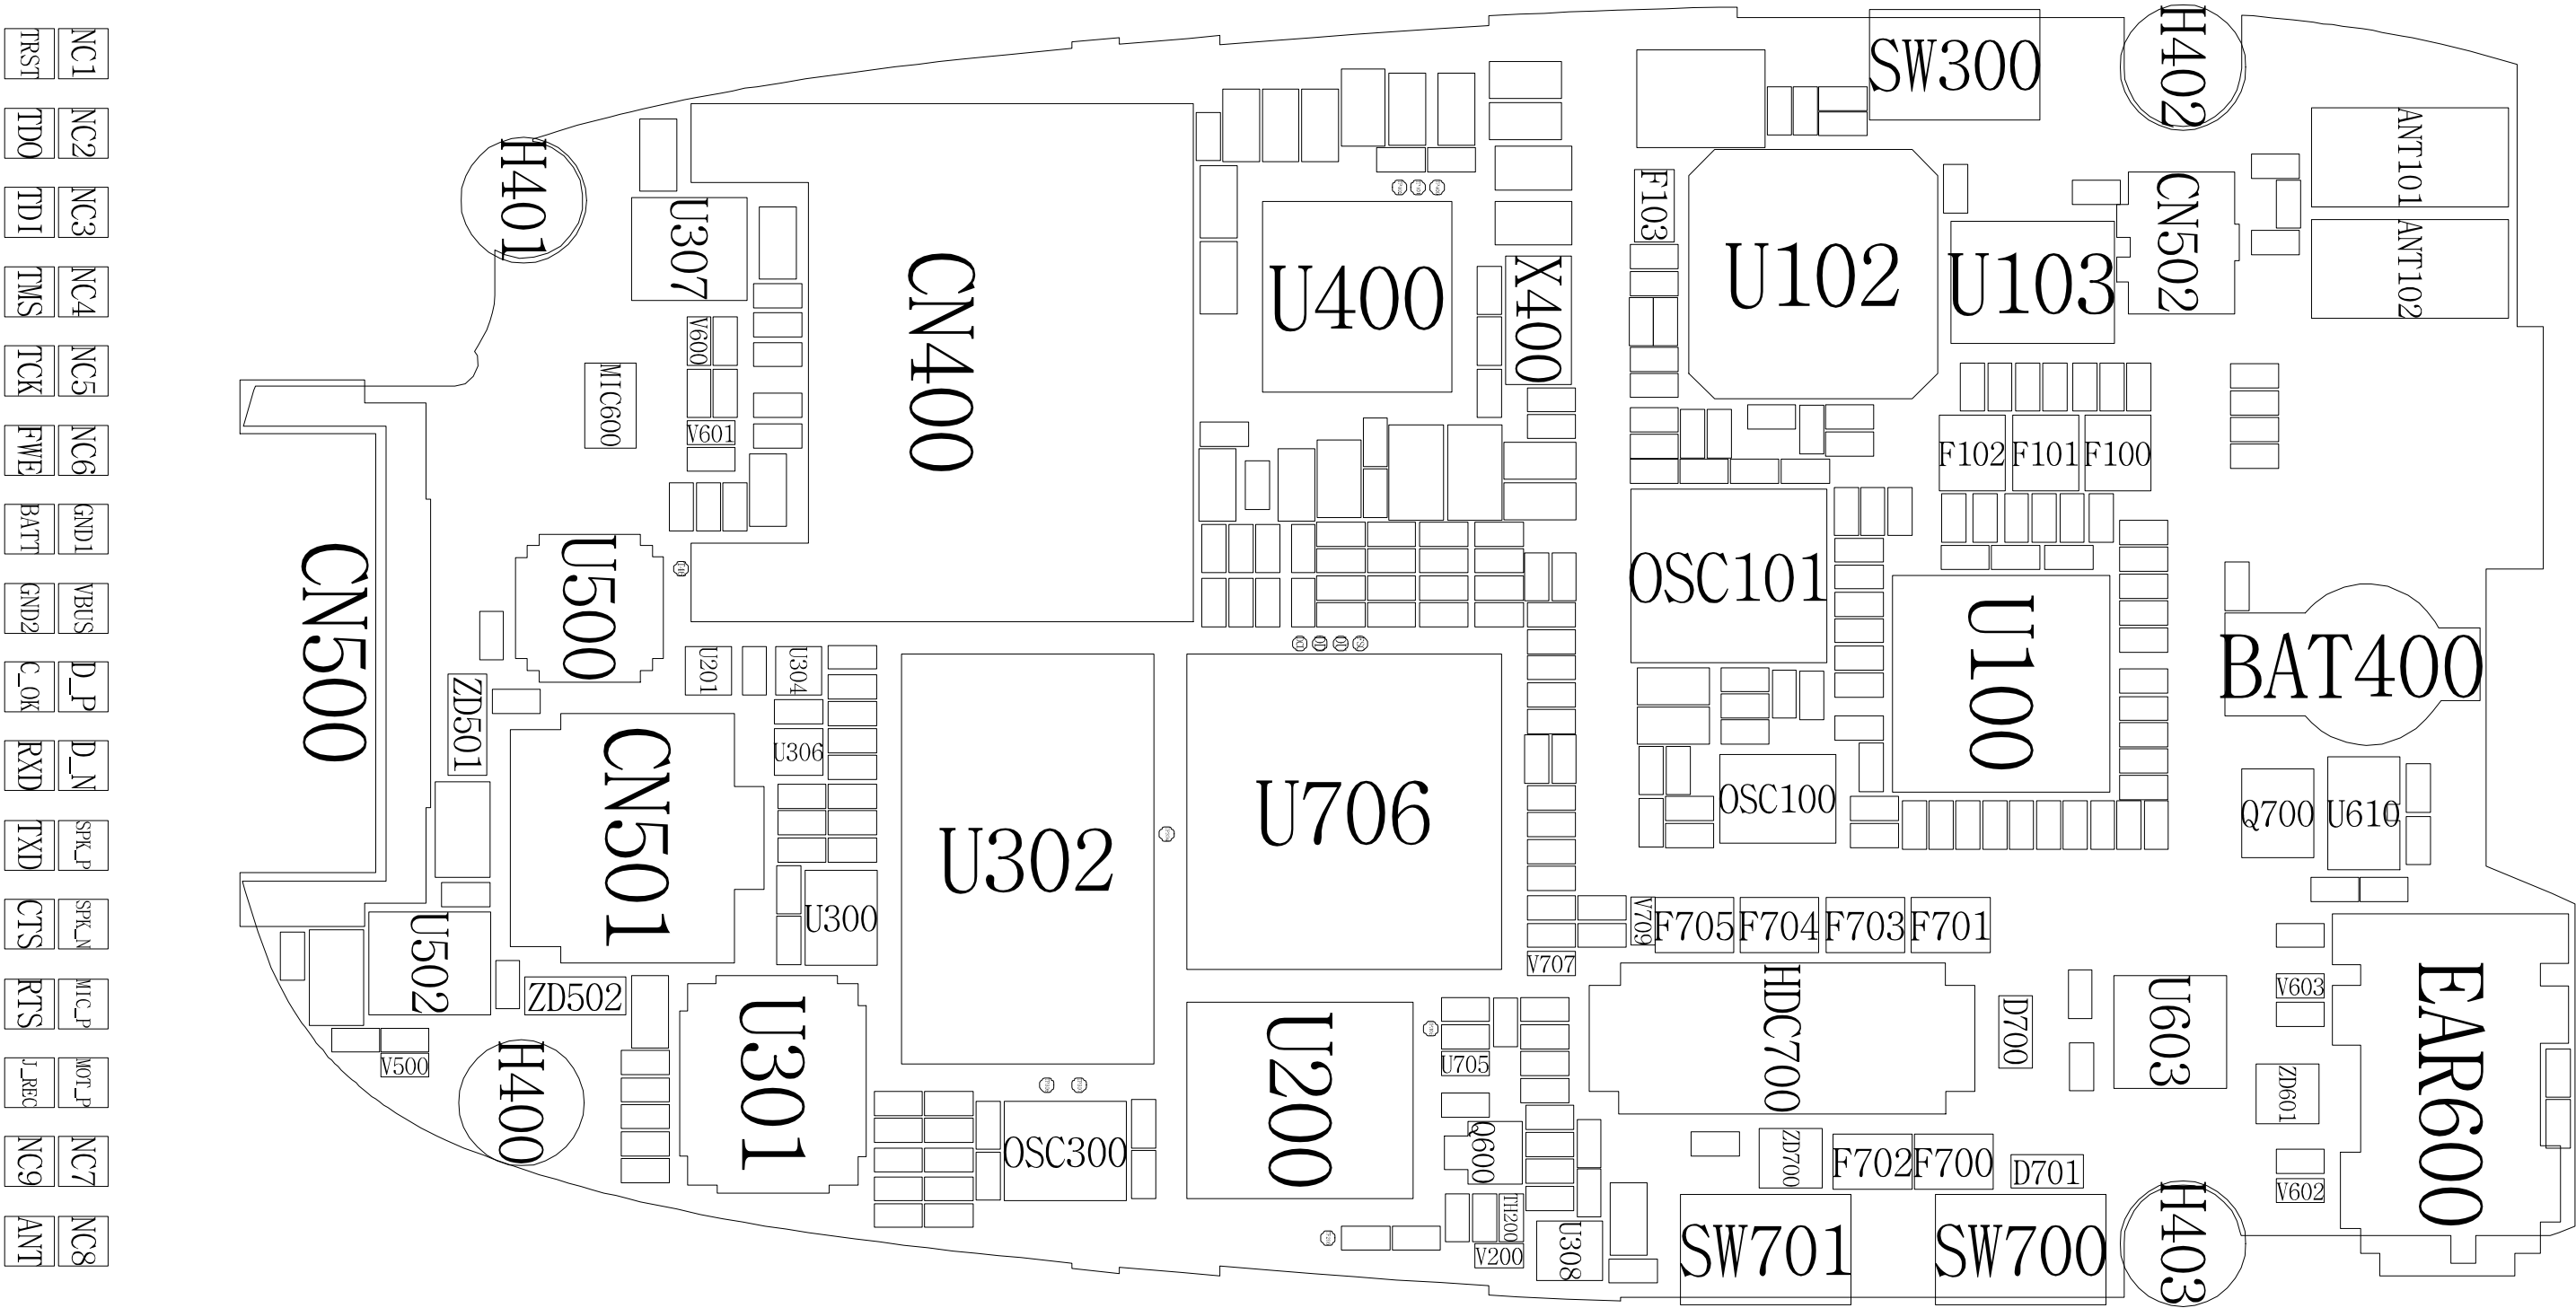 TRST NC1
TDO NC2
TDI NC3
TMS NC4
TCK NC5
FWE NC6
BATT GND1
GND2 VBUS
C_OK D_P
RXD D_N
TXD SPK_P
CTS SPK_N
RTS MIC_P
J_REC MOT_P
NC9 NC7
ANT NC8
H401
U307
CN400
V600
MIC600
V601
CN500
U500
U201
U304
ZD501
U306
CN501
U300
U502
ZD502
V500
H400
U301
U302
OSC300
U400
X400
U706
U200
U705
Q600
TH200
V200
U308
V707
V709
SW300
H402
F103
U102
U103
CN502
ANT101
ANT102
F102
F101
F100
OSC101
U100
OSC100
BAT400
Q700
U610
F705
F704
F703
F701
HDC700
D700
U603
V603
ZD601
V602
EAR600
ZD700
F702
F700
D701
SW701
SW700
H403